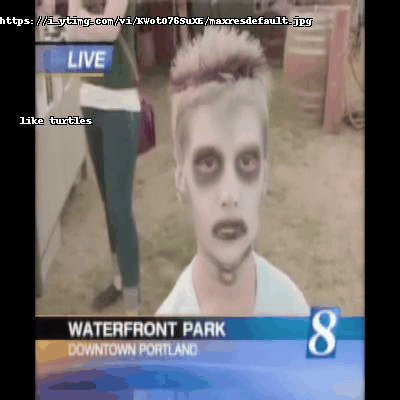 https://i.ytimg.com/vi/KWot076SuXE/maxresdefault.jpg
LIVE
like turtles
WATERFRONT PARK
DOWNTOWN PORTLAND
8